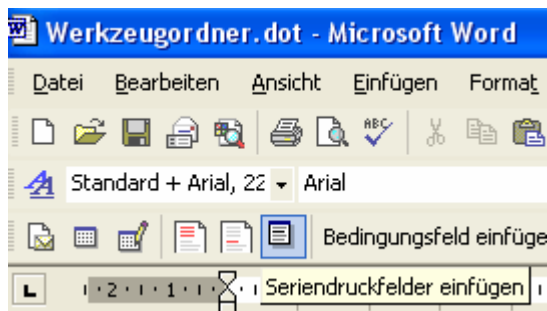 Werkzeugordner.dot - Microsoft Word
Datei Bearbeiten Ansicht Einfügen Format
ABC
Standard + Arial, 22 Arial
Bedingungsfeld einfüge
L 2 1 Seriendruckfelder einfügen